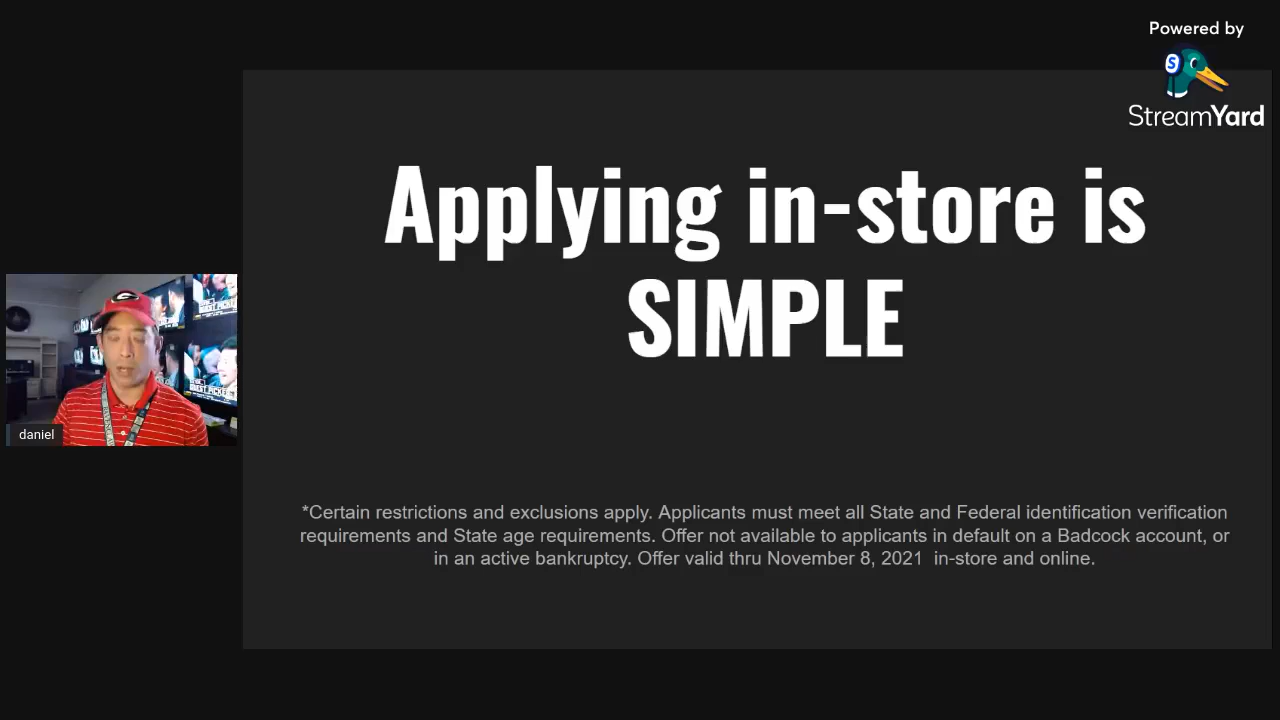 Powered by
S
StreamYard
Applying in-store is
SIMPLE
daniel
*Certain restrictions and exclusions apply. Applicants must meet all State and Federal identification verification
requirements and State age requirements. Offer not available to applicants in default on a Badcock account, or
in an active bankruptcy. Offer valid thru November 8, 2021  in-store and online.